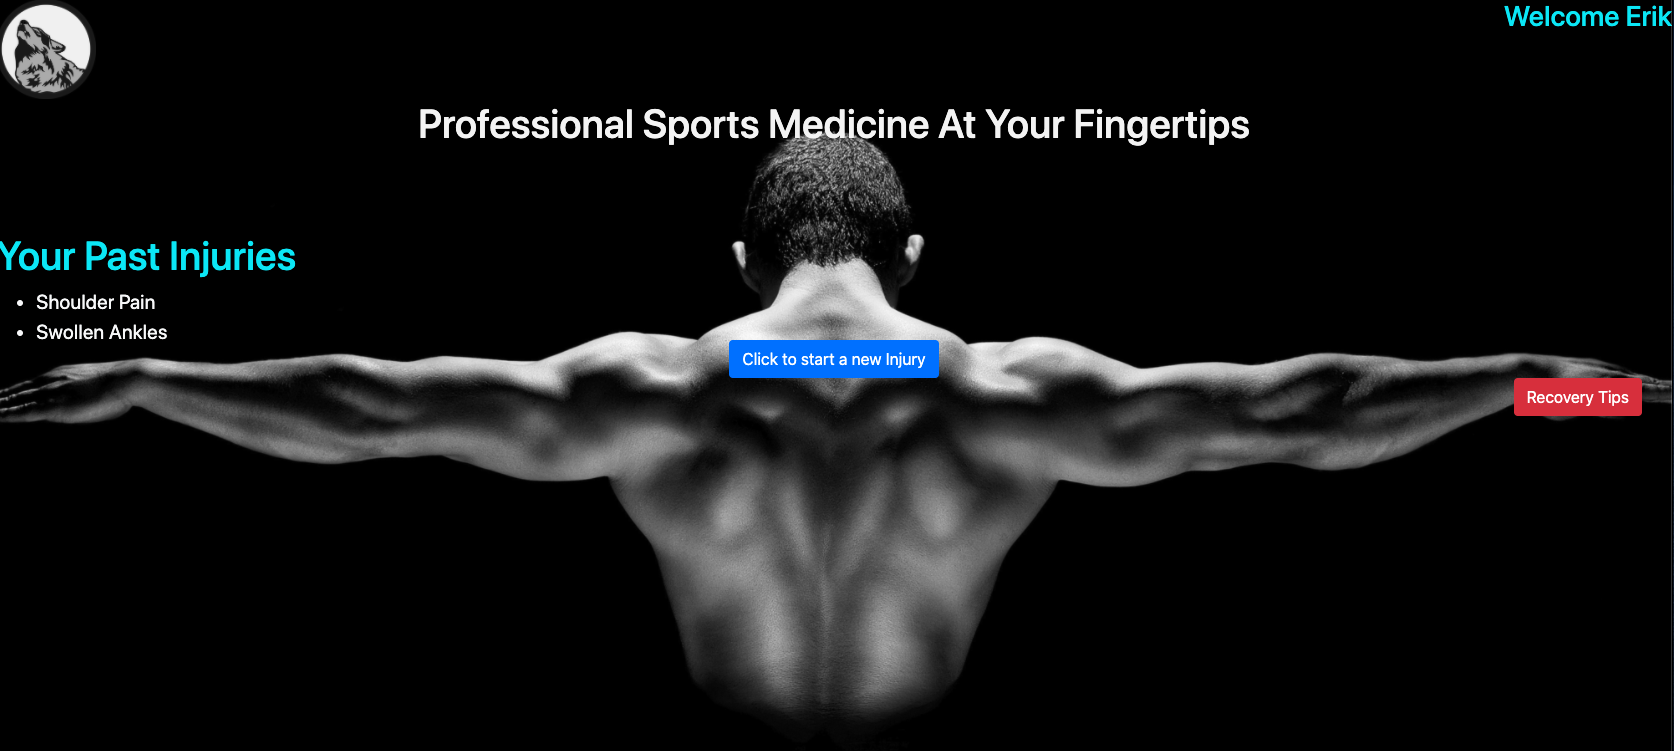 Welcome Erik
Professional Sports Medicine At Your Fingertips
Your Past Injuries
Shoulder Pain
Swollen Ankles
Click to start a new Injury
Recovery Tips